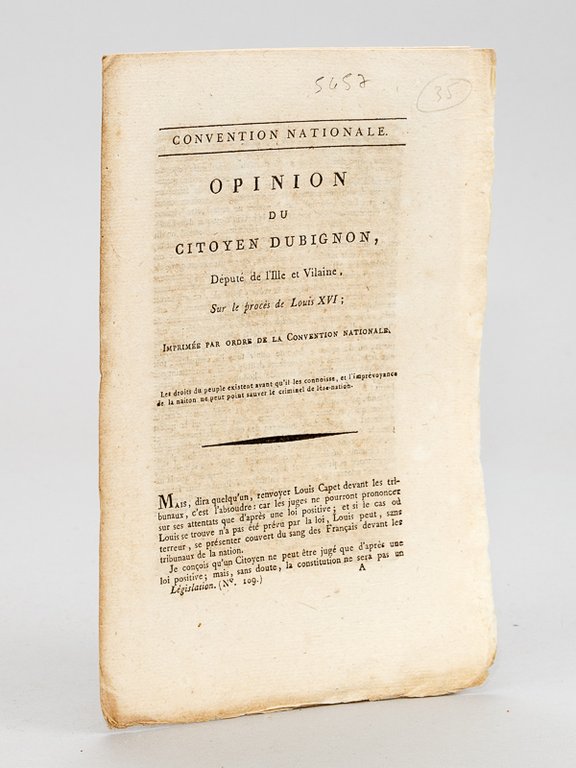 5657
35
CONVENTION NATIONALE.
OPINION
DU
CITOYEN DUBIGNON,
Député de l'Ille et Vilaine,
Sur le procès de Louis XVI ;
IMPRIMÉE PAR ORDRE DE LA CONVENTION NATIONALE.
Les droits du peuple existent avant qu'il les connoisse, et l'imprévoyance
de la nation ne peut point sauver le criminel de lèse-nation.
MAIS, dira quelqu'un, renvoyer Louis Capet devant les tri-
bunaux, c'est l'absoudre : car les juges ne pourront prononcer
sur ses attentats que d'après une loi positive ; et si le cas où
Louis se trouve n'a pas été prévu par la loi, Louis peut, sans
terreur, se présenter couvert du sang des Français devant les
tribunaux de la nation.
Je conçois qu'un Citoyen ne peut être jugé que d'après une
loi positive ; mais, sans doute, la constitution ne sera pas un
Législation. (N°. 109.) A